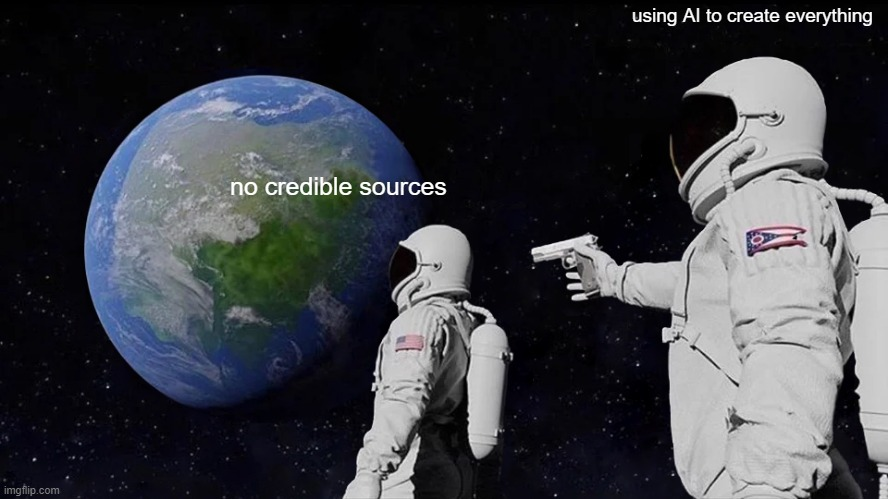 using AI to create everything
no credible sources
imgflip.com